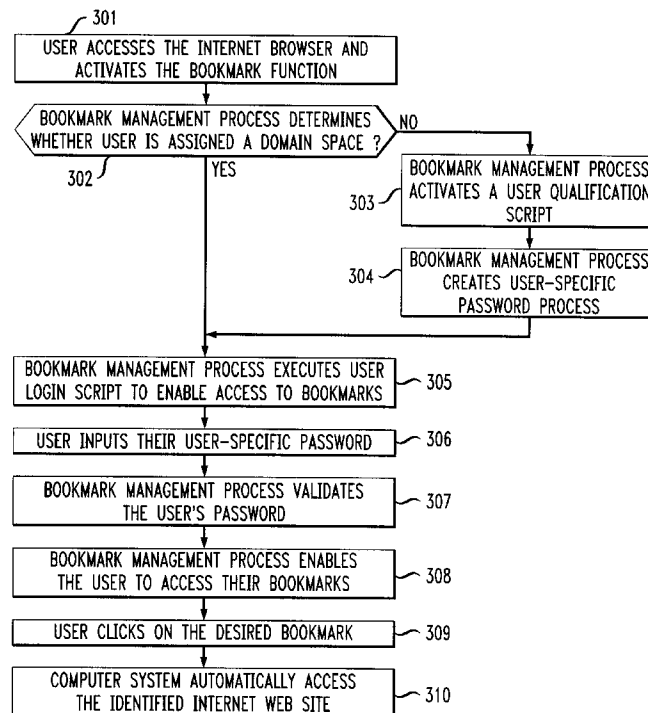 301
USER ACCESSES THE INTERNET BROWSER AND
ACTIVATES THE BOOKMARK FUNCTION
BOOKMARK MANAGEMENT PROCESS DETERMINES
WHETHER USER IS ASSIGNED A DOMAIN SPACE ?
NO
302
YES
BOOKMARK MANAGEMENT PROCESS
ACTIVATES A USER QUALIFICATION
SCRIPT
303
BOOKMARK MANAGEMENT PROCESS
CREATES USER-SPECIFIC
PASSWORD PROCESS
304
BOOKMARK MANAGEMENT PROCESS EXECUTES USER
LOGIN SCRIPT TO ENABLE ACCESS TO BOOKMARKS
305
USER INPUTS THEIR USER-SPECIFIC PASSWORD
306
BOOKMARK MANAGEMENT PROCESS VALIDATES
THE USER'S PASSWORD
307
BOOKMARK MANAGEMENT PROCESS ENABLES
THE USER TO ACCESS THEIR BOOKMARKS
308
USER CLICKS ON THE DESIRED BOOKMARK
309
COMPUTER SYSTEM AUTOMATICALLY ACCESS
THE IDENTIFIED INTERNET WEB SITE
310